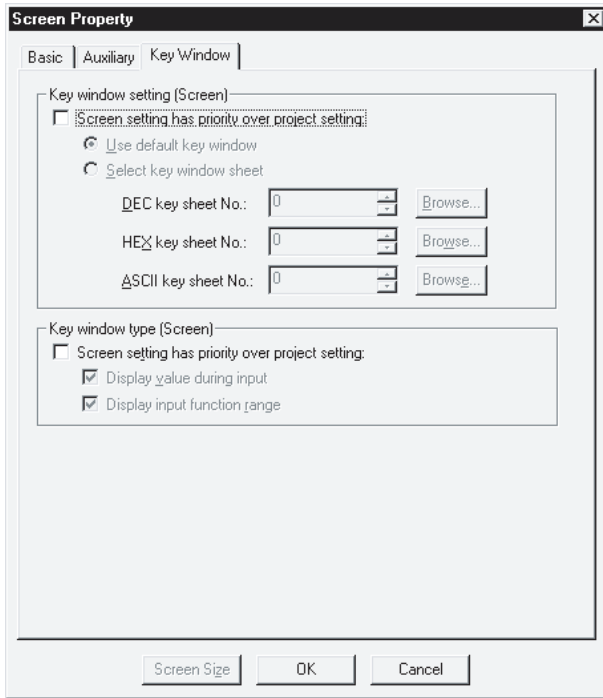 Screen Property
Basic Auxiliary Key Window
Key window setting (Screen)
Screen setting has priority over project setting:
Use default key window
Select key window sheet
DEC key sheet No.: 0 Browse...
HEX key sheet No.: 0 Browse...
ASCII key sheet No.: 0 Browse...
Key window type (Screen)
Screen setting has priority over project setting:
Display value during input
Display input function range
Screen Size OK Cancel